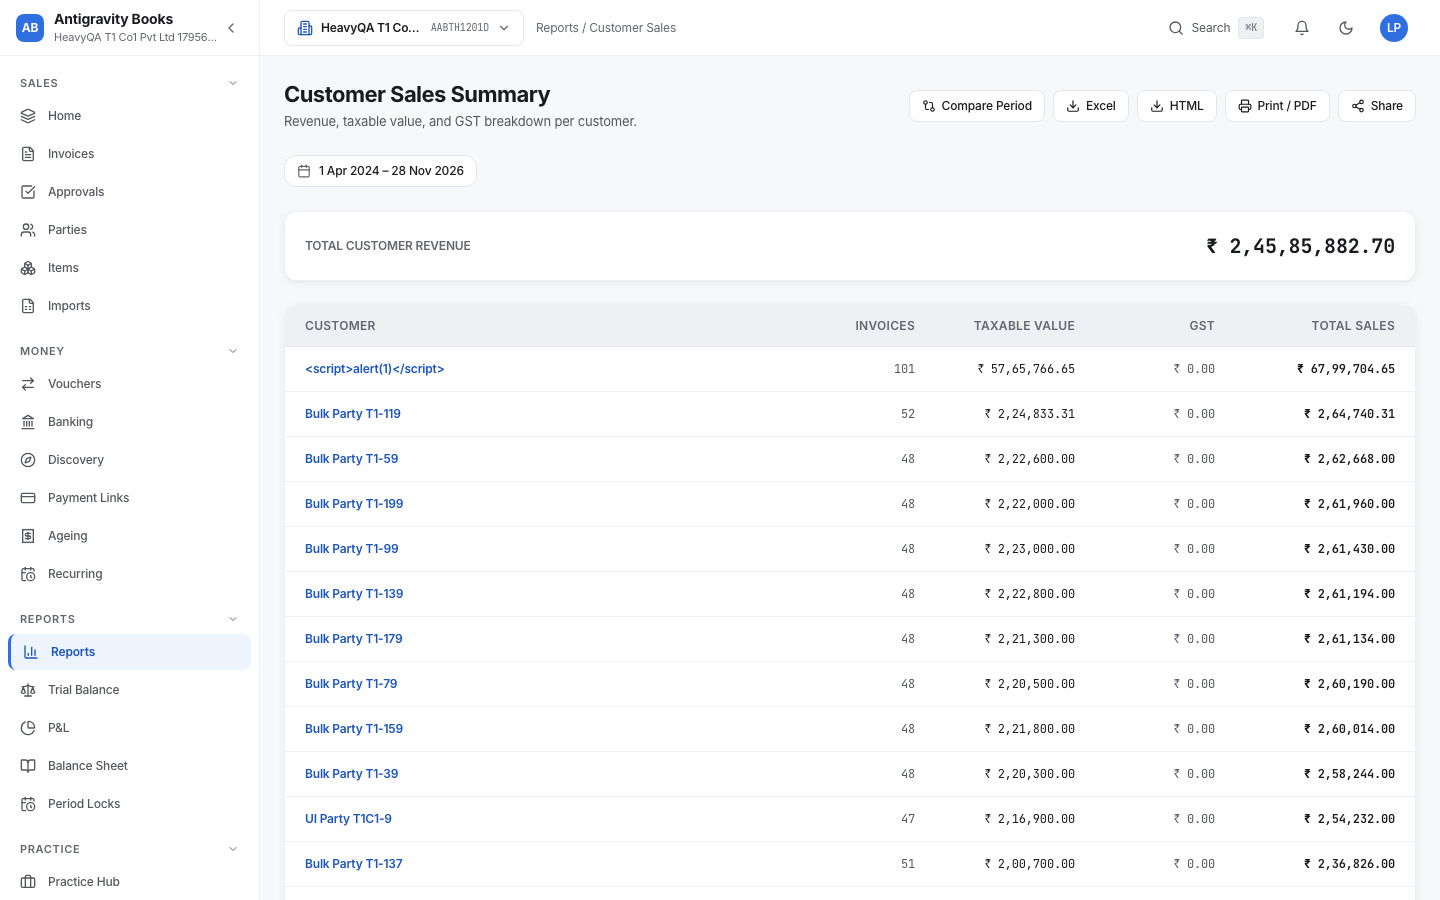 AB
Antigravity Books
HeavyQA T1 Co1 Pvt Ltd 17956...
SALES
Home
Invoices
Approvals
Parties
Items
Imports
MONEY
Vouchers
Banking
Discovery
Payment Links
Ageing
Recurring
REPORTS
Reports
Trial Balance
P&L
Balance Sheet
Period Locks
PRACTICE
Practice Hub
HeavyQA T1 Co... AABTH1201D
Reports / Customer Sales
Search ⌘K
LP
Customer Sales Summary
Revenue, taxable value, and GST breakdown per customer.
Compare Period
Excel
HTML
Print / PDF
Share
1 Apr 2024 – 28 Nov 2026
TOTAL CUSTOMER REVENUE ₹ 2,45,85,882.70
CUSTOMER INVOICES TAXABLE VALUE GST TOTAL SALES
<script>alert(1)</script> 101 ₹ 57,65,766.65 ₹ 0.00 ₹ 67,99,704.65
Bulk Party T1-119 52 ₹ 2,24,833.31 ₹ 0.00 ₹ 2,64,740.31
Bulk Party T1-59 48 ₹ 2,22,600.00 ₹ 0.00 ₹ 2,62,668.00
Bulk Party T1-199 48 ₹ 2,22,000.00 ₹ 0.00 ₹ 2,61,960.00
Bulk Party T1-99 48 ₹ 2,23,000.00 ₹ 0.00 ₹ 2,61,430.00
Bulk Party T1-139 48 ₹ 2,22,800.00 ₹ 0.00 ₹ 2,61,194.00
Bulk Party T1-179 48 ₹ 2,21,300.00 ₹ 0.00 ₹ 2,61,134.00
Bulk Party T1-79 48 ₹ 2,20,500.00 ₹ 0.00 ₹ 2,60,190.00
Bulk Party T1-159 48 ₹ 2,21,800.00 ₹ 0.00 ₹ 2,60,014.00
Bulk Party T1-39 48 ₹ 2,20,300.00 ₹ 0.00 ₹ 2,58,244.00
UI Party T1C1-9 47 ₹ 2,16,900.00 ₹ 0.00 ₹ 2,54,232.00
Bulk Party T1-137 51 ₹ 2,00,700.00 ₹ 0.00 ₹ 2,36,826.00